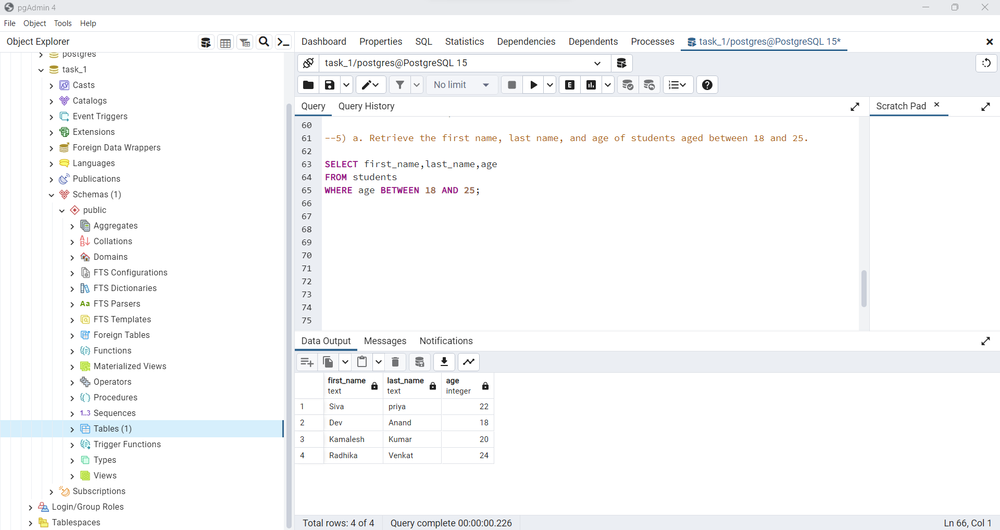 pgAdmin 4
File Object Tools Help
Object Explorer
Dashboard Properties SQL Statistics Dependencies Dependents Processes task_1/postgres@PostgreSQL 15*
postgres
task_1
Casts
Catalogs
Event Triggers
Extensions
Foreign Data Wrappers
Languages
Publications
Schemas (1)
public
Aggregates
Collations
Domains
FTS Configurations
FTS Dictionaries
Aa FTS Parsers
FTS Templates
Foreign Tables
Functions
Materialized Views
Operators
Procedures
1..3 Sequences
Tables (1)
Trigger Functions
Types
Views
Subscriptions
Login/Group Roles
Tablespaces
task_1/postgres@PostgreSQL 15
No limit
E
Query Query History
Scratch Pad
60
61 --5) a. Retrieve the first name, last name, and age of students aged between 18 and 25.
62
63 SELECT first_name,last_name,age
64 FROM students
65 WHERE age BETWEEN 18 AND 25;
66
67
68
69
70
71
72
73
74
75
Data Output Messages Notifications
first_name last_name age
text text integer
1 Siva priya 22
2 Dev Anand 18
3 Kamalesh Kumar 20
4 Radhika Venkat 24
Total rows: 4 of 4 Query complete 00:00:00.226 Ln 66, Col 1